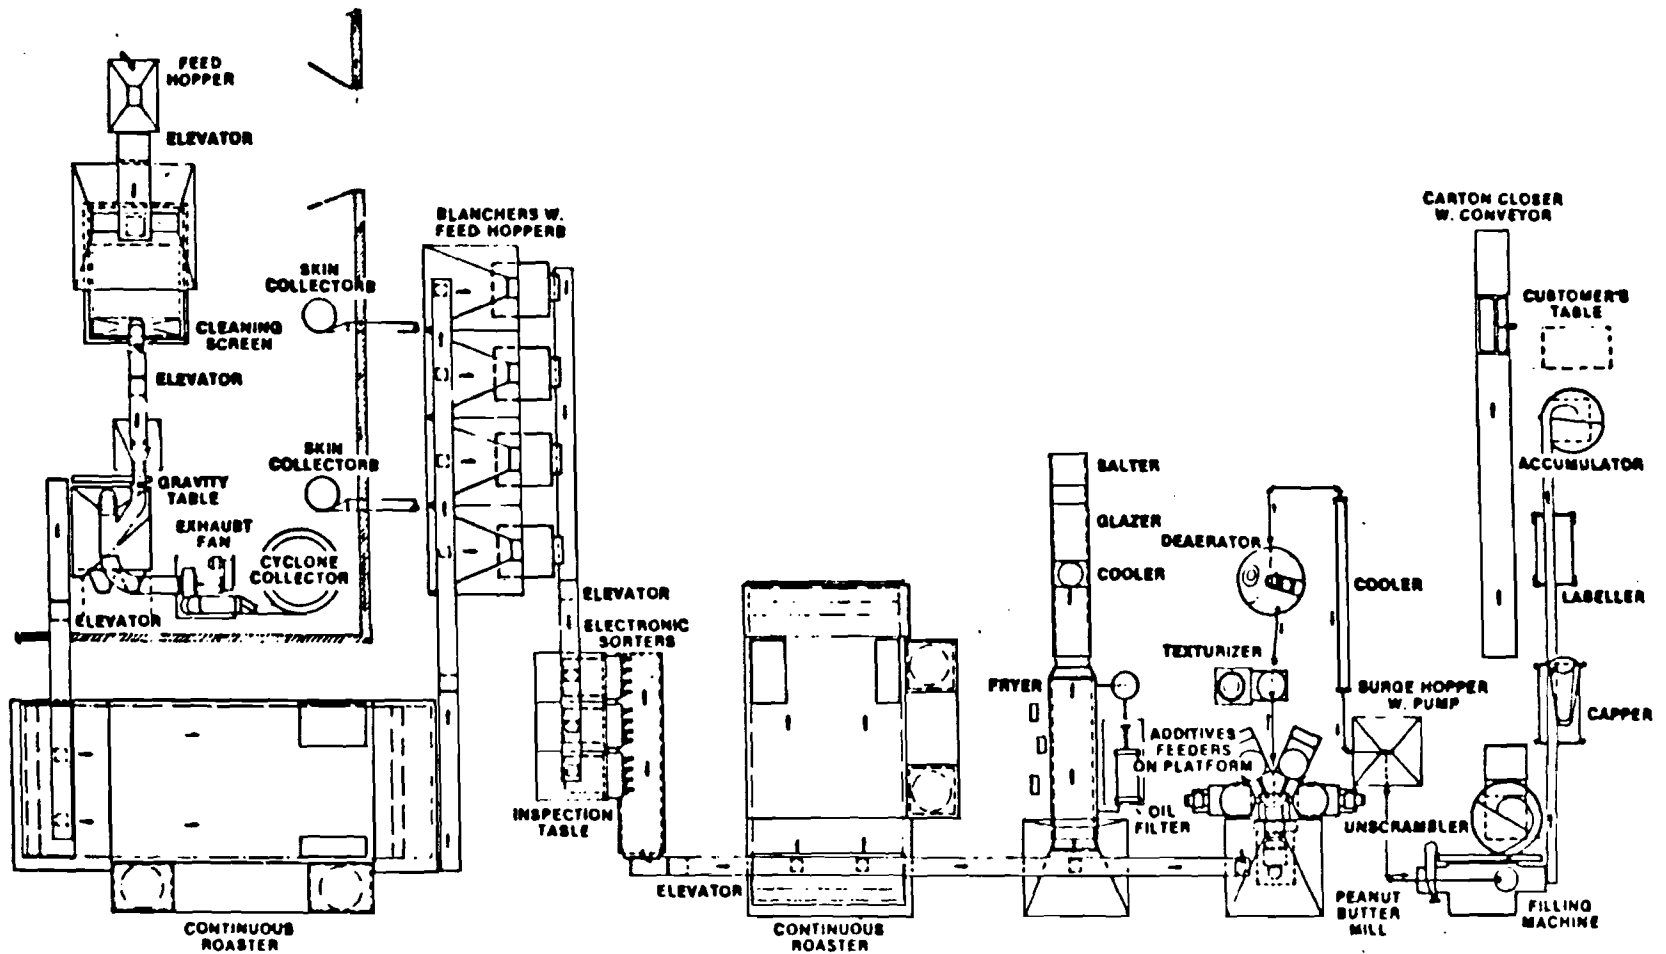 FEED
HOPPER
ELEVATOR
CLEANING
SCREEN
ELEVATOR
GRAVITY
TABLE
EXHAUST
FAN
CYCLONE
COLLECTOR
ELEVATOR
CONTINUOUS
ROASTER
SKIN
COLLECTORS
SKIN
COLLECTORS
BLANCHERS W.
FEED HOPPERS
ELEVATOR
ELECTRONIC
SORTERS
INSPECTION
TABLE
ELEVATOR
CONTINUOUS
ROASTER
SALTER
GLAZER
COOLER
FRYER
OIL
FILTER
DEAERATOR
COOLER
TEXTURIZER
ADDITIVES
FEEDERS
ON PLATFORM
SURGE HOPPER
W. PUMP
UNSCRAMBLER
PEANUT
BUTTER
MILL
FILLING
MACHINE
CARTON CLOSER
W. CONVEYOR
CUSTOMER'S
TABLE
ACCUMULATOR
LABELLER
CAPPER